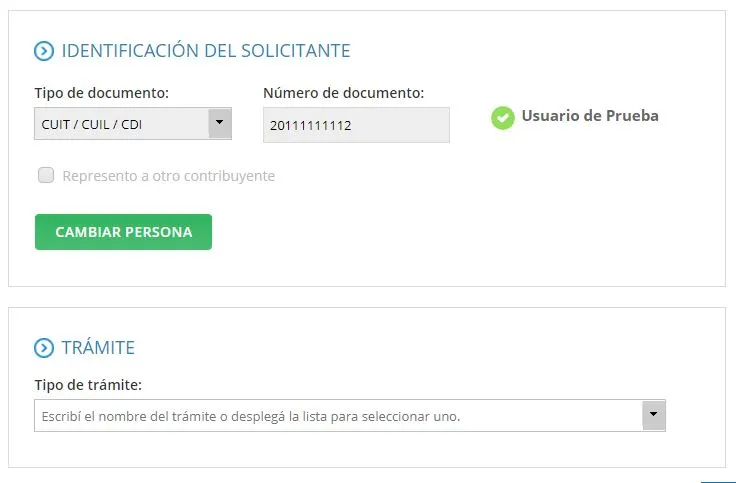 IDENTIFICACIÓN DEL SOLICITANTE
Tipo de documento:
Número de documento:
CUIT / CUIL / CDI
20111111112
Usuario de Prueba
Represento a otro contribuyente
CAMBIAR PERSONA
TRÁMITE
Tipo de trámite:
Escribí el nombre del trámite o desplegá la lista para seleccionar uno.